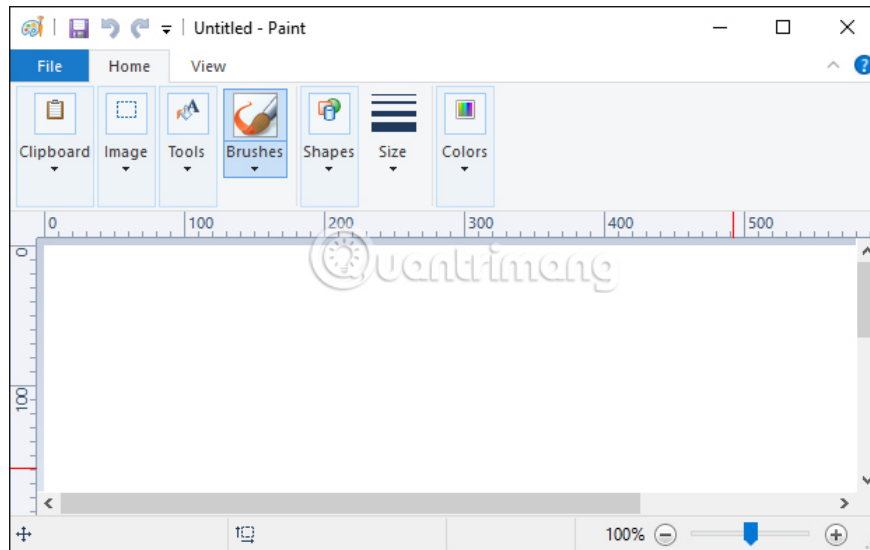 Untitled - Paint
File Home View
Clipboard Image Tools Brushes Shapes Size Colors
0 100 200 300 400 500
Quantrimang
0
100
100%